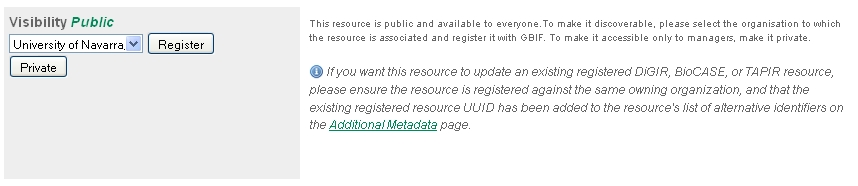 Visibility Public
University of Navarra, Register
Private
This resource is public and available to everyone.To make it discoverable, please select the organisation to which
the resource is associated and register it with GBIF. To make it accessible only to managers, make it private.
If you want this resource to update an existing registered DiGIR, BioCASE, or TAPIR resource,
please ensure the resource is registered against the same owning organization, and that the
existing registered resource UUID has been added to the resource's list of alternative identifiers on
the Additional Metadata page.